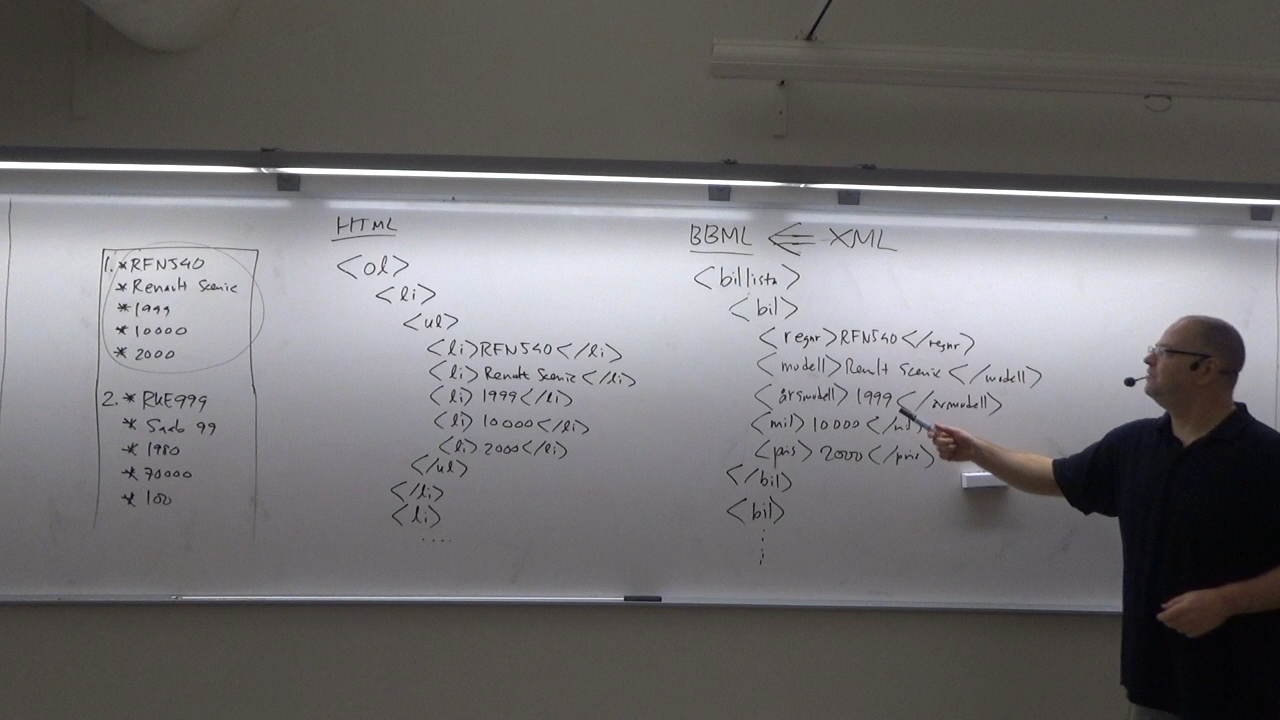 1. * RFN540
* Renault Scenic
* 1999
* 10000
* 2000
2. * RUE999
* Saab 99
* 1980
* 70000
* 100
HTML
<ol>
<li>
<ul>
<li>RFN540</li>
<li>Renault Scenic</li>
<li>1999</li>
<li>10000</li>
<li>2000</li>
</ul>
</li>
<li>
....
BBML <= XML
<billista>
<bil>
<regnr>RFN540</regnr>
<modell>Renault Scenic</modell>
<årsmodell>1999</årsmodell>
<mil>10000</mil>
<pris>2000</pris>
</bil>
<bil>